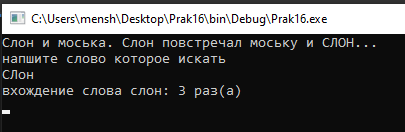 C:\Users\mensh\Desktop\Prak16\bin\Debug\Prak16.exe
Слон и моська. Слон повстречал моську и СЛОН...
напшите слово которое искать
СЛон
вхождение слова слон: 3 раз(а)